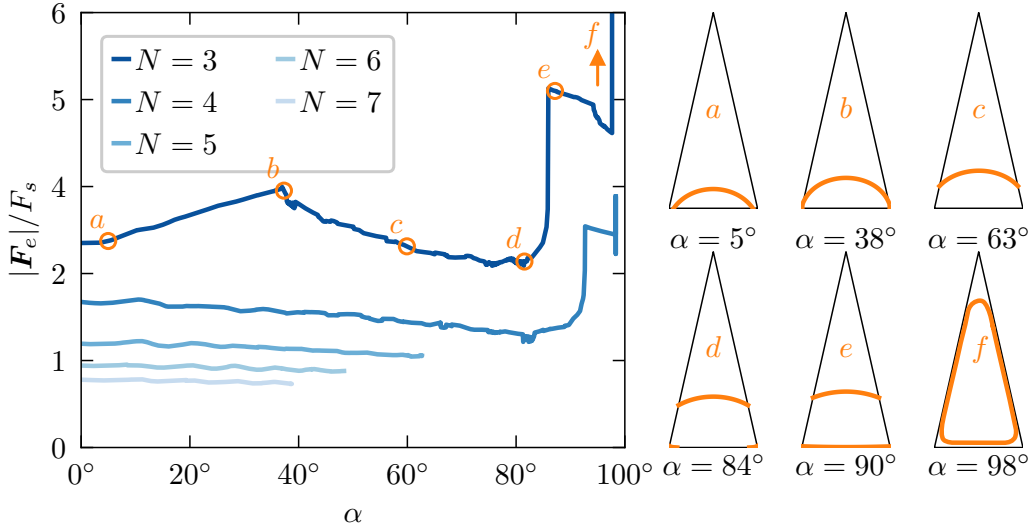 6
5
4
2
1
0
|F_e|/F_s
N = 3
N = 4
N = 5
N = 6
N = 7
a
b
c
d
e
f
0°
20°
40°
60°
80°
100°
α
a
α = 5°
b
α = 38°
c
α = 63°
d
α = 84°
e
α = 90°
f
α = 98°